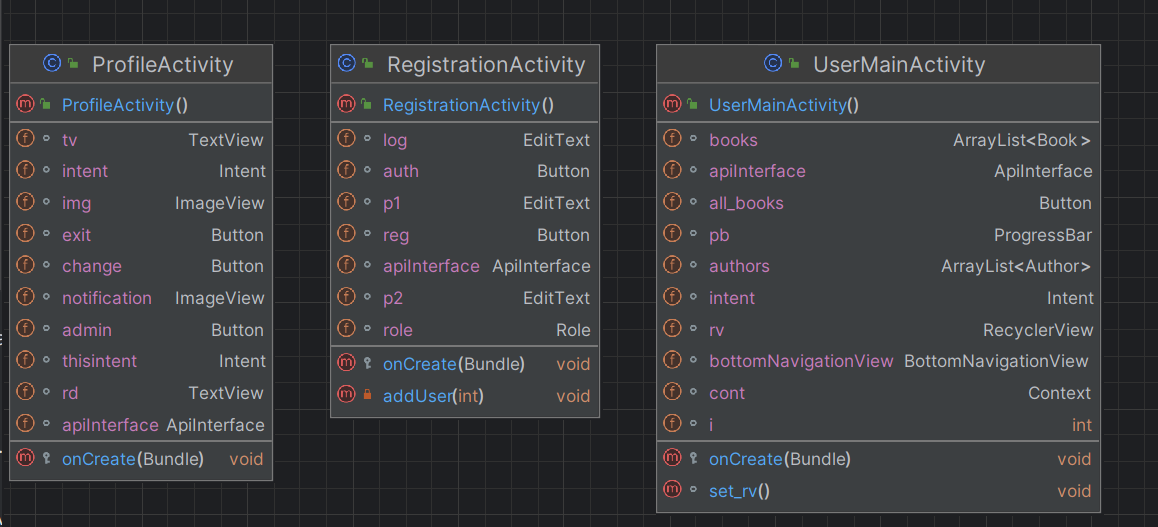 ProfileActivity
ProfileActivity()
tv TextView
intent Intent
img ImageView
exit Button
change Button
notification ImageView
admin Button
thisintent Intent
rd TextView
apiInterface ApiInterface
onCreate(Bundle) void
RegistrationActivity
RegistrationActivity()
log EditText
auth Button
p1 EditText
reg Button
apiInterface ApiInterface
p2 EditText
role Role
onCreate(Bundle) void
addUser(int) void
UserMainActivity
UserMainActivity()
books ArrayList<Book>
apiInterface ApiInterface
all_books Button
pb ProgressBar
authors ArrayList<Author>
intent Intent
rv RecyclerView
bottomNavigationView BottomNavigationView
cont Context
i int
onCreate(Bundle) void
set_rv() void